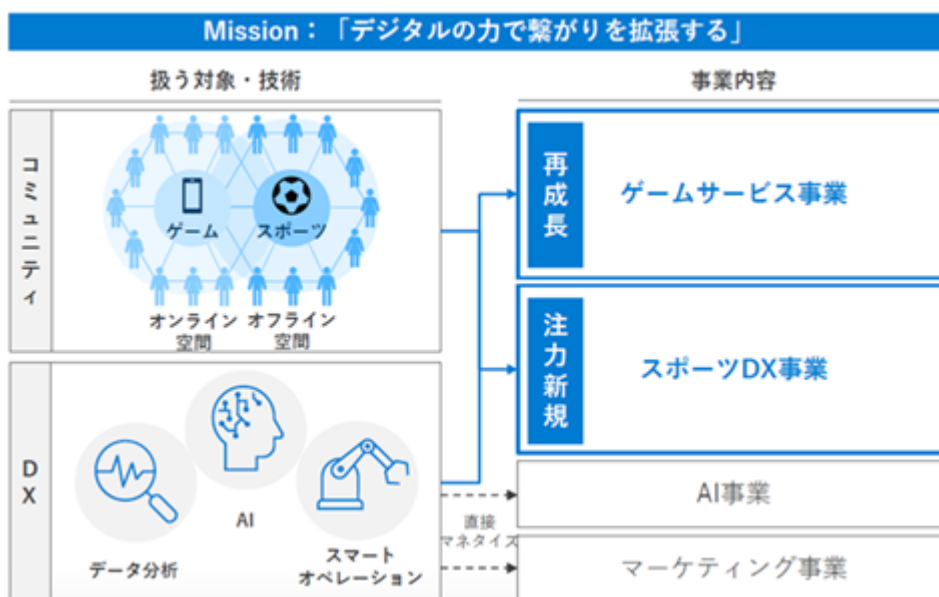 Mission：「デジタルの力で繋がりを拡張する」
扱う対象・技術
事業内容
コミュニティ
ゲーム
スポーツ
オンライン
空間
オフライン
空間
再成長
ゲームサービス事業
注力新規
スポーツDX事業
DX
データ分析
AI
スマート
オペレーション
直接
マネタイズ
AI事業
マーケティング事業